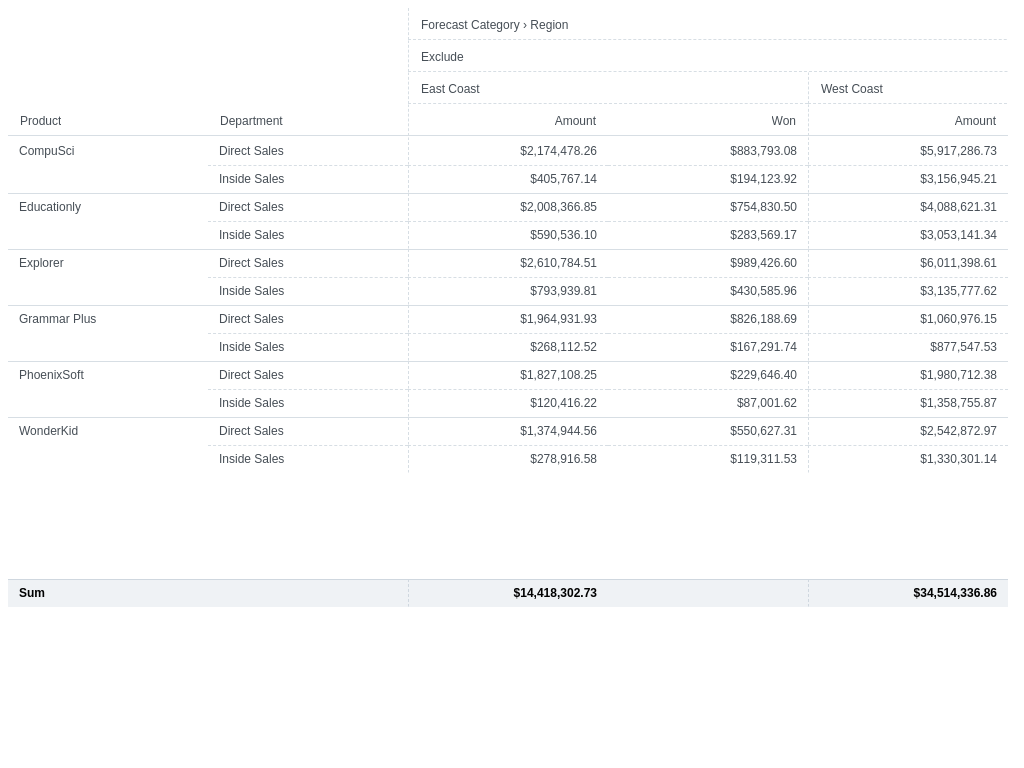 Forecast Category › Region
Exclude
East Coast West Coast
Product Department Amount Won Amount
CompuSci Direct Sales $2,174,478.26 $883,793.08 $5,917,286.73
Inside Sales $405,767.14 $194,123.92 $3,156,945.21
Educationly Direct Sales $2,008,366.85 $754,830.50 $4,088,621.31
Inside Sales $590,536.10 $283,569.17 $3,053,141.34
Explorer Direct Sales $2,610,784.51 $989,426.60 $6,011,398.61
Inside Sales $793,939.81 $430,585.96 $3,135,777.62
Grammar Plus Direct Sales $1,964,931.93 $826,188.69 $1,060,976.15
Inside Sales $268,112.52 $167,291.74 $877,547.53
PhoenixSoft Direct Sales $1,827,108.25 $229,646.40 $1,980,712.38
Inside Sales $120,416.22 $87,001.62 $1,358,755.87
WonderKid Direct Sales $1,374,944.56 $550,627.31 $2,542,872.97
Inside Sales $278,916.58 $119,311.53 $1,330,301.14
Sum $14,418,302.73 $34,514,336.86